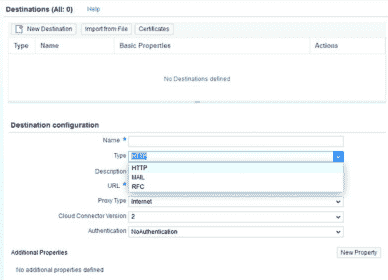 Destinations (All: 0) Help
New Destination Import from File Certificates
Type Name Basic Properties Actions
No Destinations defined
Destination configuration
Name *
Type HTTP
HTTP
MAIL
RFC
Description
URL *
Proxy Type Internet
Cloud Connector Version 2
Authentication NoAuthentication
Additional Properties New Property
No additional properties defined